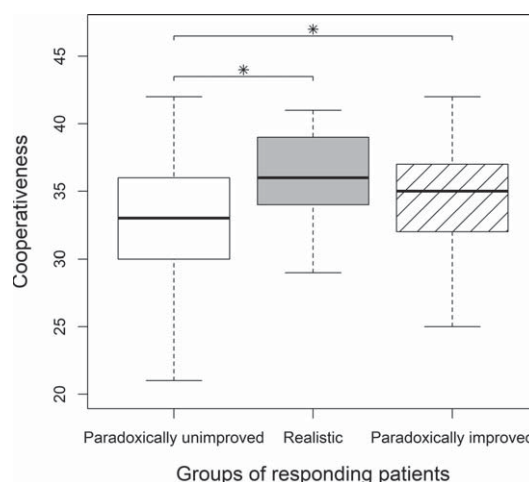 *
*
45
40
35
30
25
20
Cooperativeness
Paradoxically unimproved Realistic Paradoxically improved
Groups of responding patients